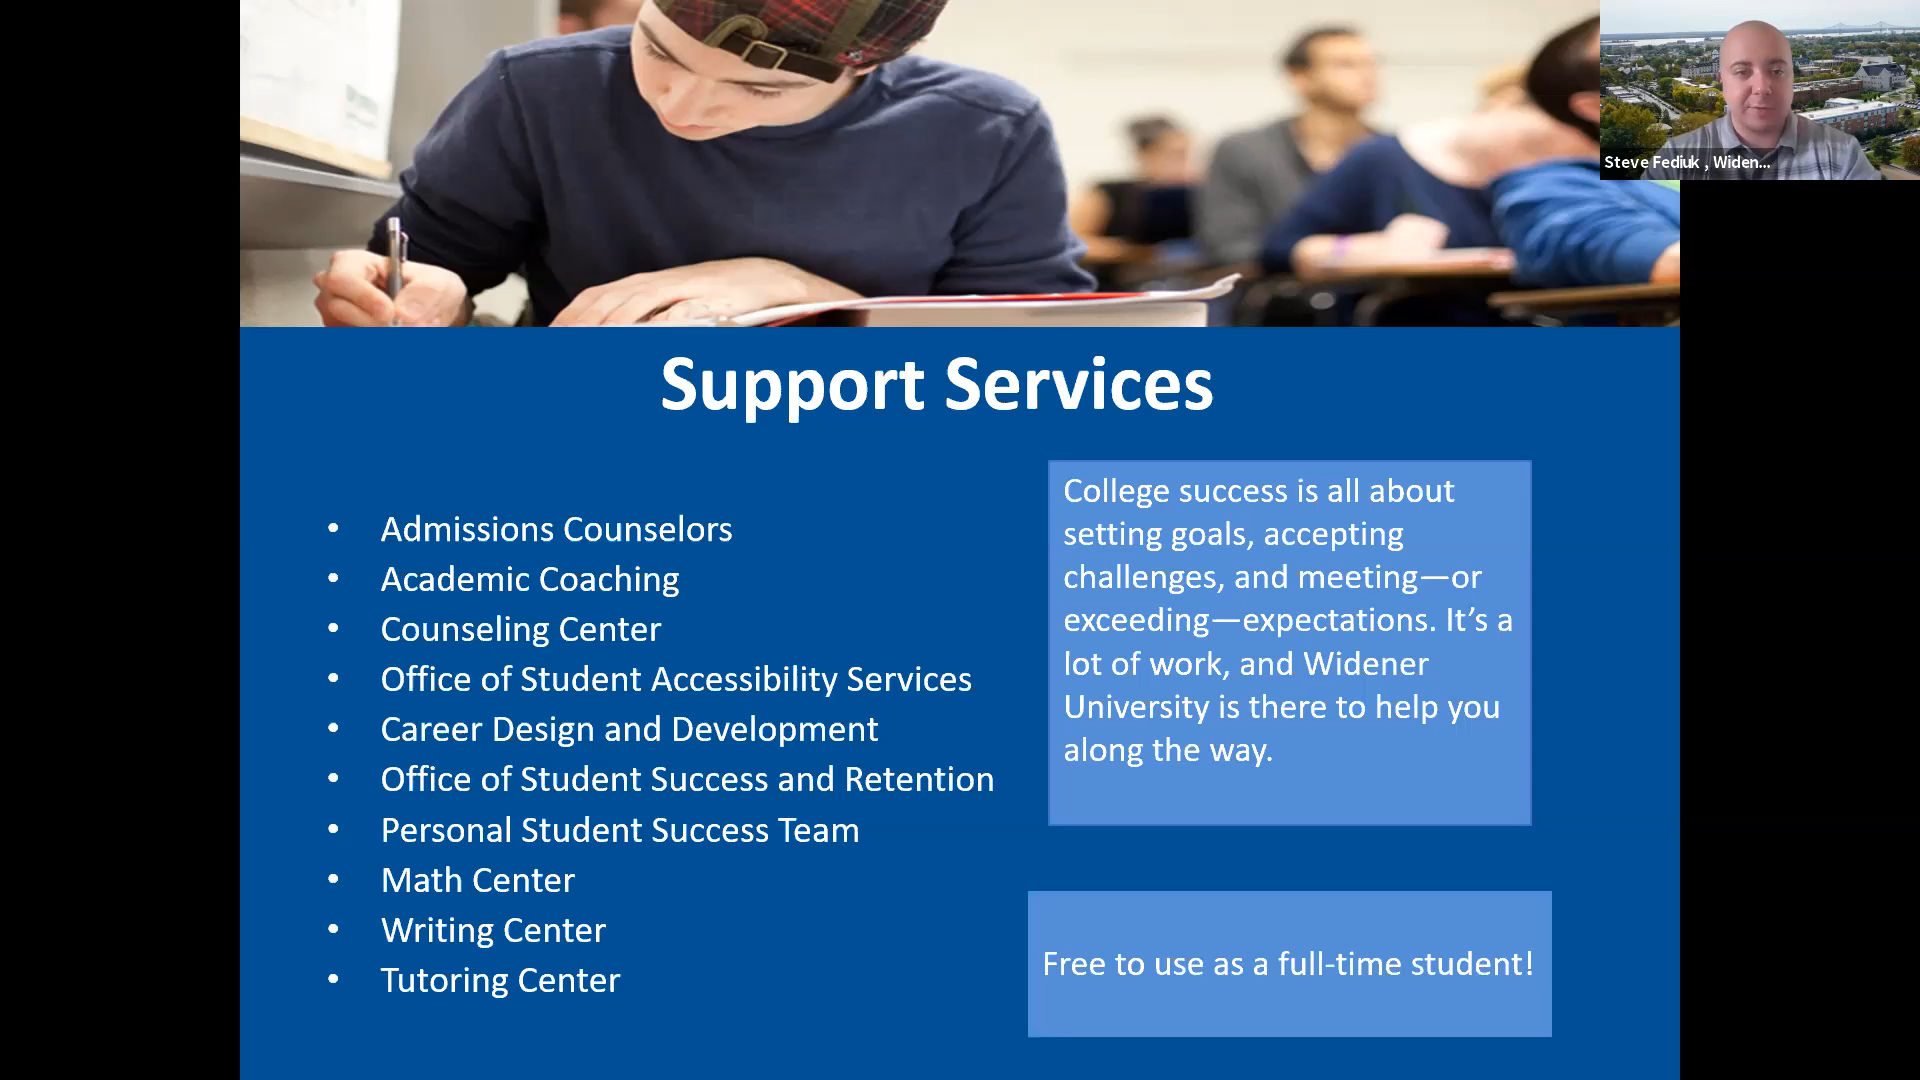 Steve Fediuk , Widen...
Support Services
• Admissions Counselors
• Academic Coaching
• Counseling Center
• Office of Student Accessibility Services
• Career Design and Development
• Office of Student Success and Retention
• Personal Student Success Team
• Math Center
• Writing Center
• Tutoring Center
College success is all about
setting goals, accepting
challenges, and meeting—or
exceeding—expectations. It’s a
lot of work, and Widener
University is there to help you
along the way.
Free to use as a full-time student!